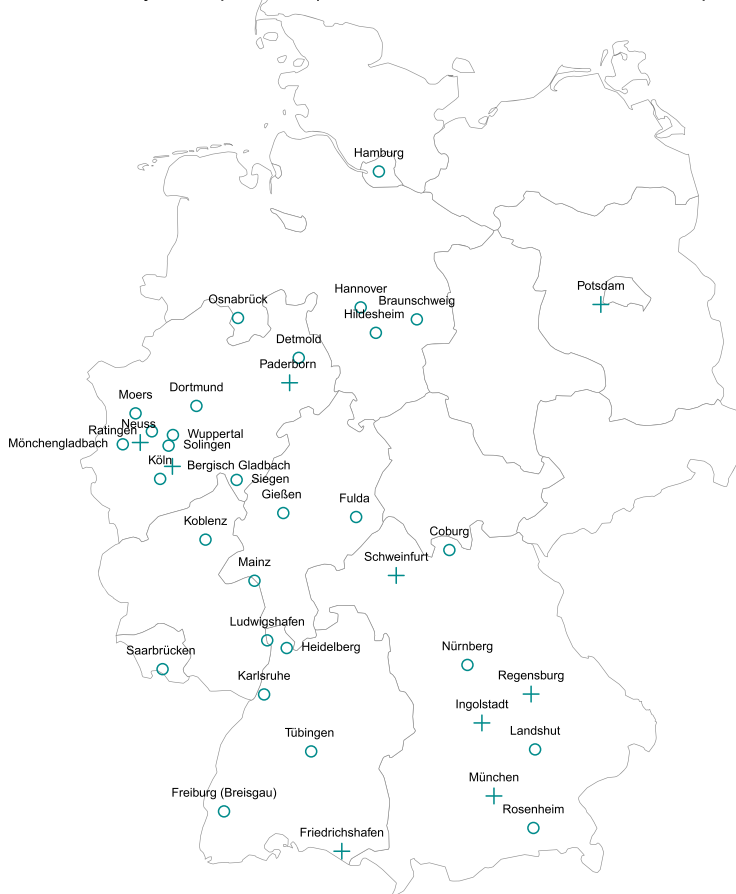 Hamburg
Potsdam
Hannover
Osnabrück
Braunschweig
Hildesheim
Detmold
Paderborn
Dortmund
Moers
Neuss
Ratingen
Wuppertal
Mönchengladbach
Solingen
Köln
Bergisch Gladbach
Siegen
Gießen
Fulda
Koblenz
Coburg
Schweinfurt
Mainz
Ludwigshafen
Heidelberg
Saarbrücken
Nürnberg
Karlsruhe
Regensburg
Ingolstadt
Tübingen
Landshut
München
Freiburg (Breisgau)
Rosenheim
Friedrichshafen